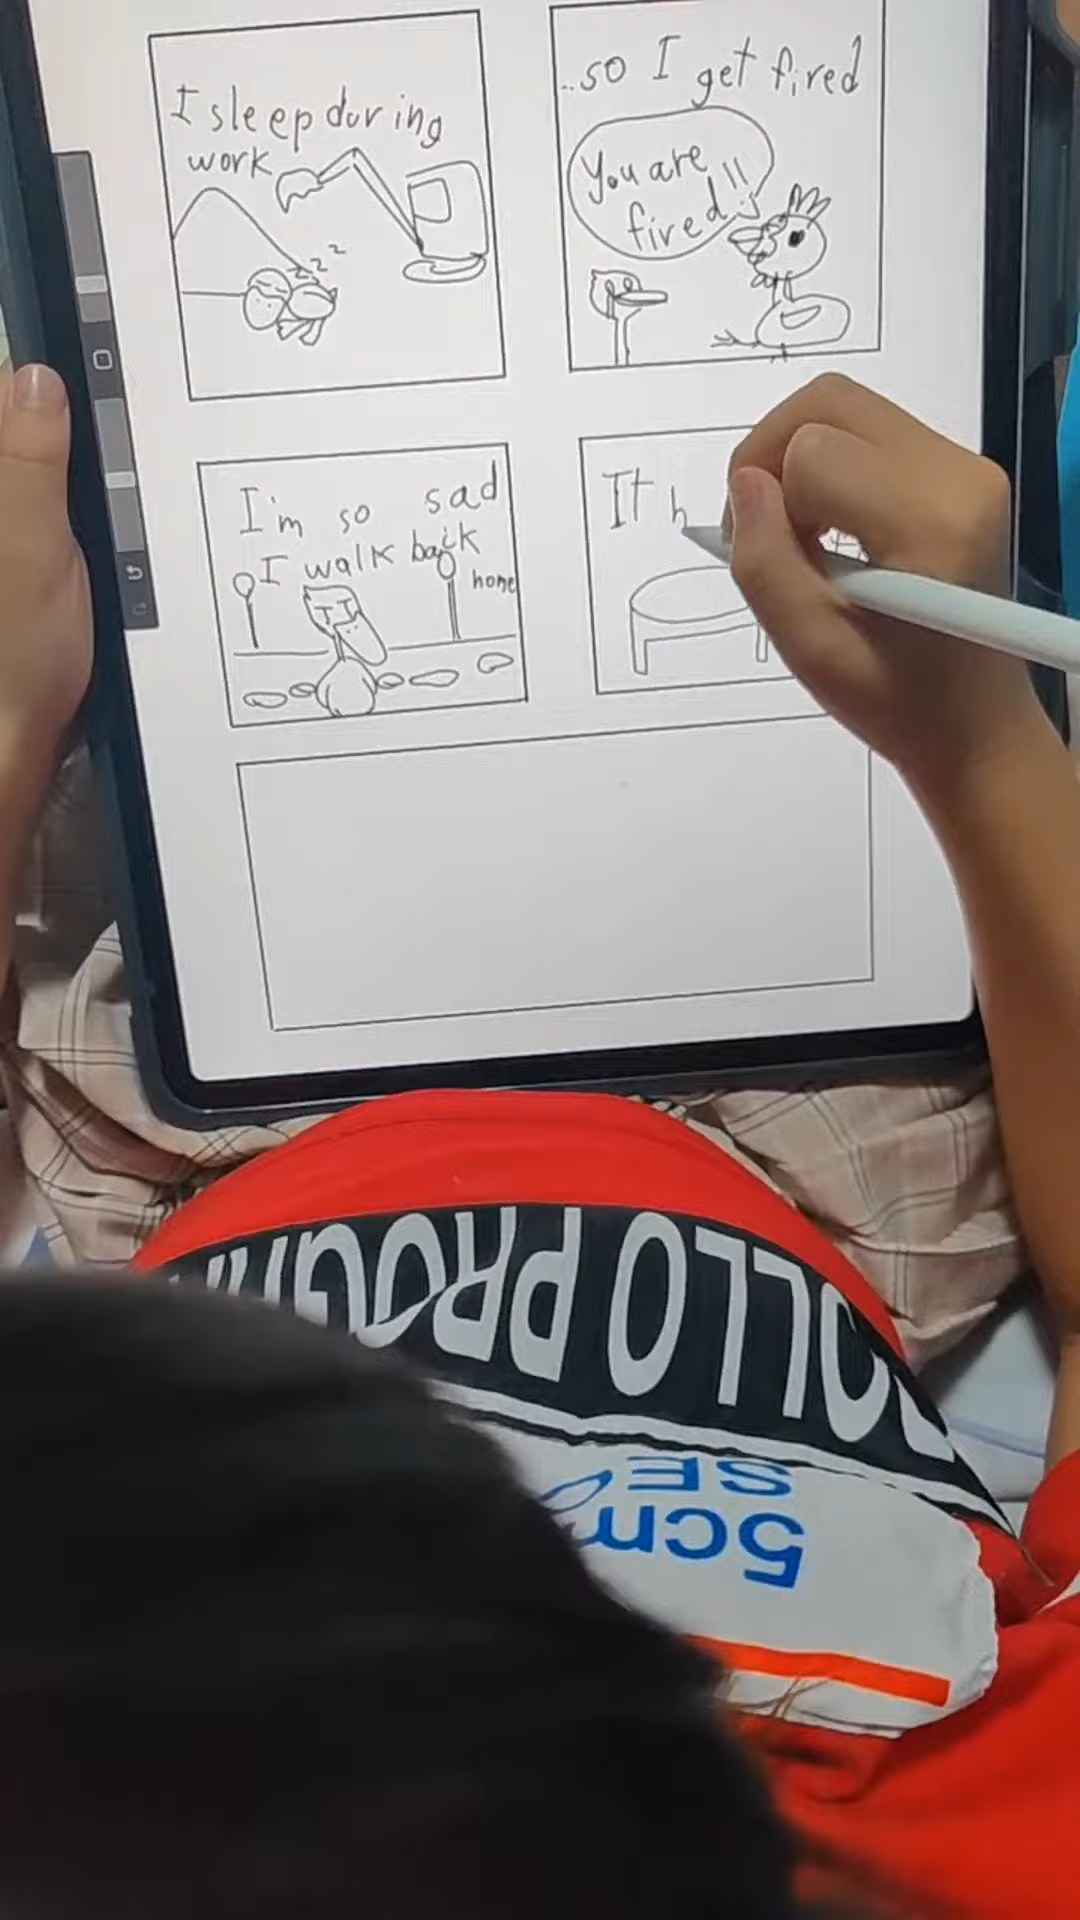 I sleep during
work
z z z
..so I get fired
You are
fired!!
I'm so sad
I walk back
home
It h
OLLO PROGR
5cm
SE